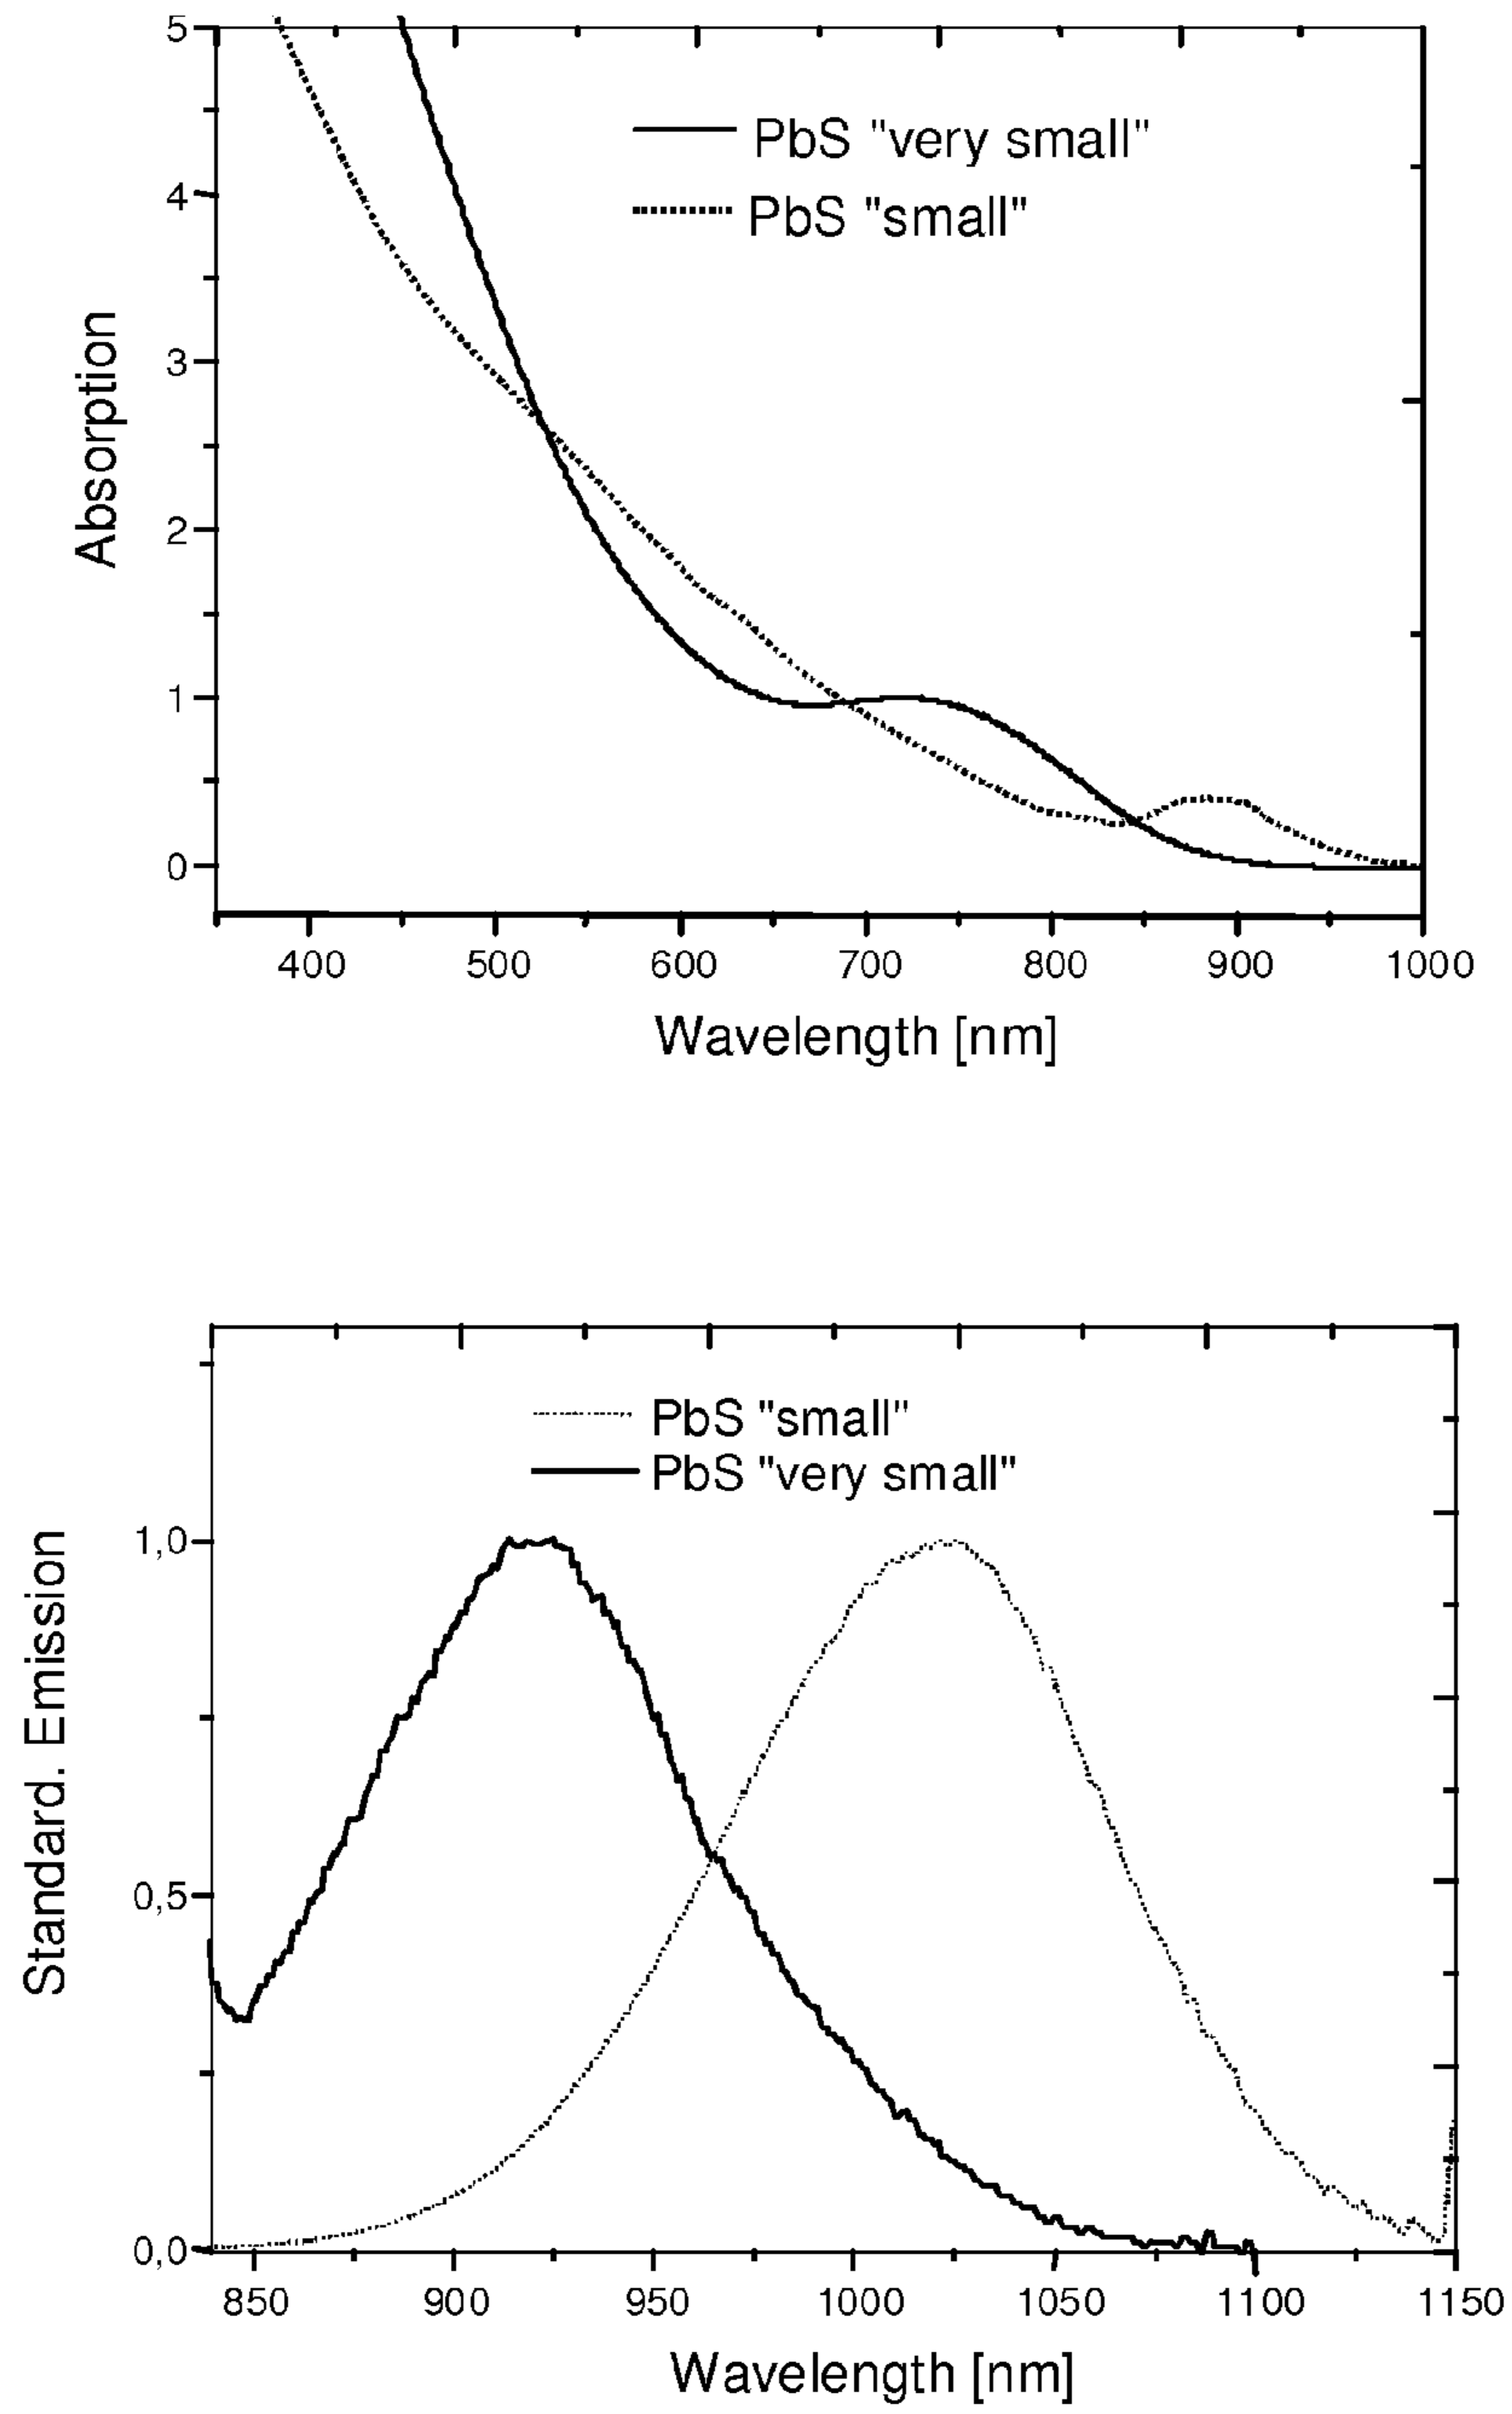 5
4
3
2
1
0
Absorption
PbS "very small"
PbS "small"
400 500 600 700 800 900 1000
Wavelength [nm]
1,0
0,5
0,0
Standard. Emission
PbS "small"
PbS "very small"
850 900 950 1000 1050 1100 1150
Wavelength [nm]